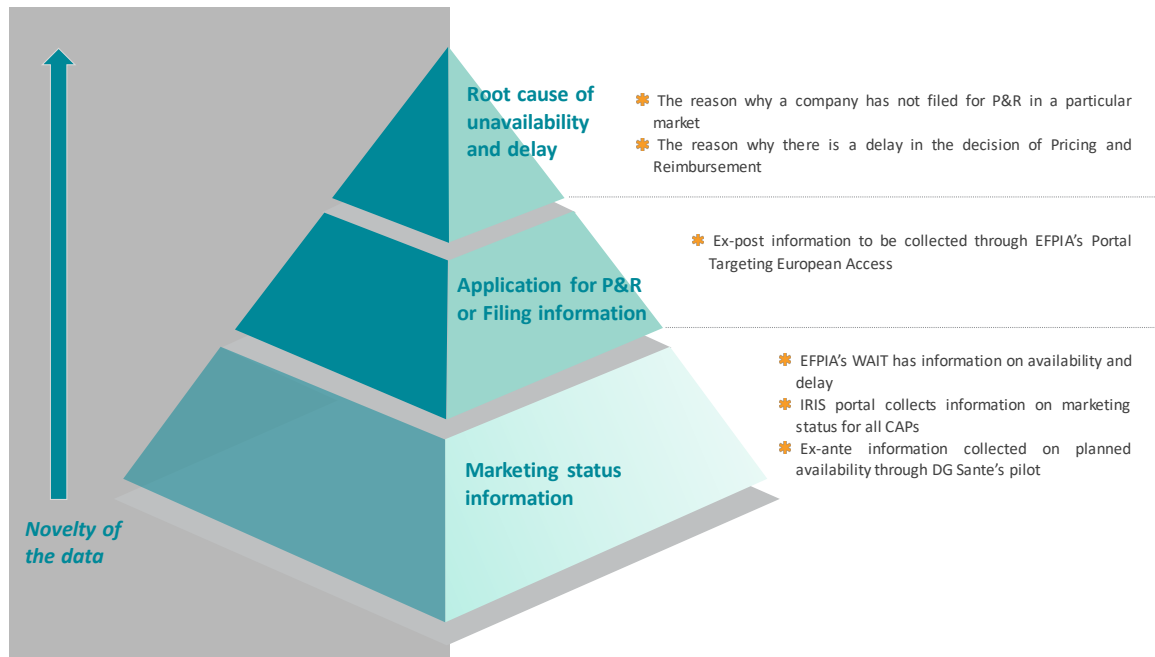 Root cause of
unavailability
and delay
✱ The reason why a company has not filed for P&R in a particular
market
✱ The reason why there is a delay in the decision of Pricing and
Reimbursement
Application for P&R
or Filing information
✱ Ex-post information to be collected through EFPIA's Portal
Targeting European Access
Marketing status
information
✱ EFPIA's WAIT has information on availability and
delay
✱ IRIS portal collects information on marketing
status for all CAPs
✱ Ex-ante information collected on planned
availability through DG Sante's pilot
Novelty of
the data